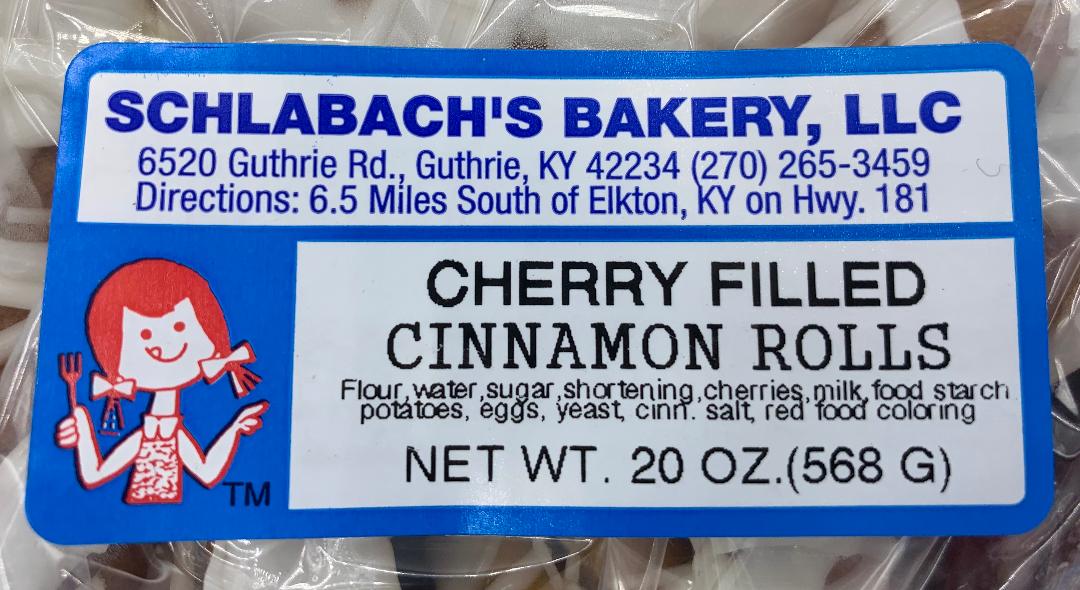 SCHLABACH'S BAKERY, LLC
6520 Guthrie Rd., Guthrie, KY 42234 (270) 265-3459
Directions: 6.5 Miles South of Elkton, KY on Hwy. 181
CHERRY FILLED
CINNAMON ROLLS
Flour,water,sugar,shortening,cherries,milk,food starch
potatoes, eggs, yeast, cinn. salt, red food coloring
NET WT. 20 OZ.(568 G)
TM